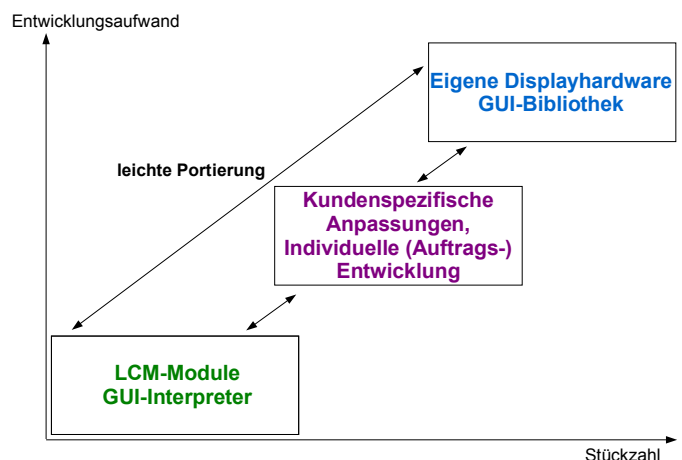 Entwicklungsaufwand
Eigene Displayhardware
GUI-Bibliothek
leichte Portierung
Kundenspezifische
Anpassungen,
Individuelle (Auftrags-)
Entwicklung
LCM-Module
GUI-Interpreter
Stückzahl